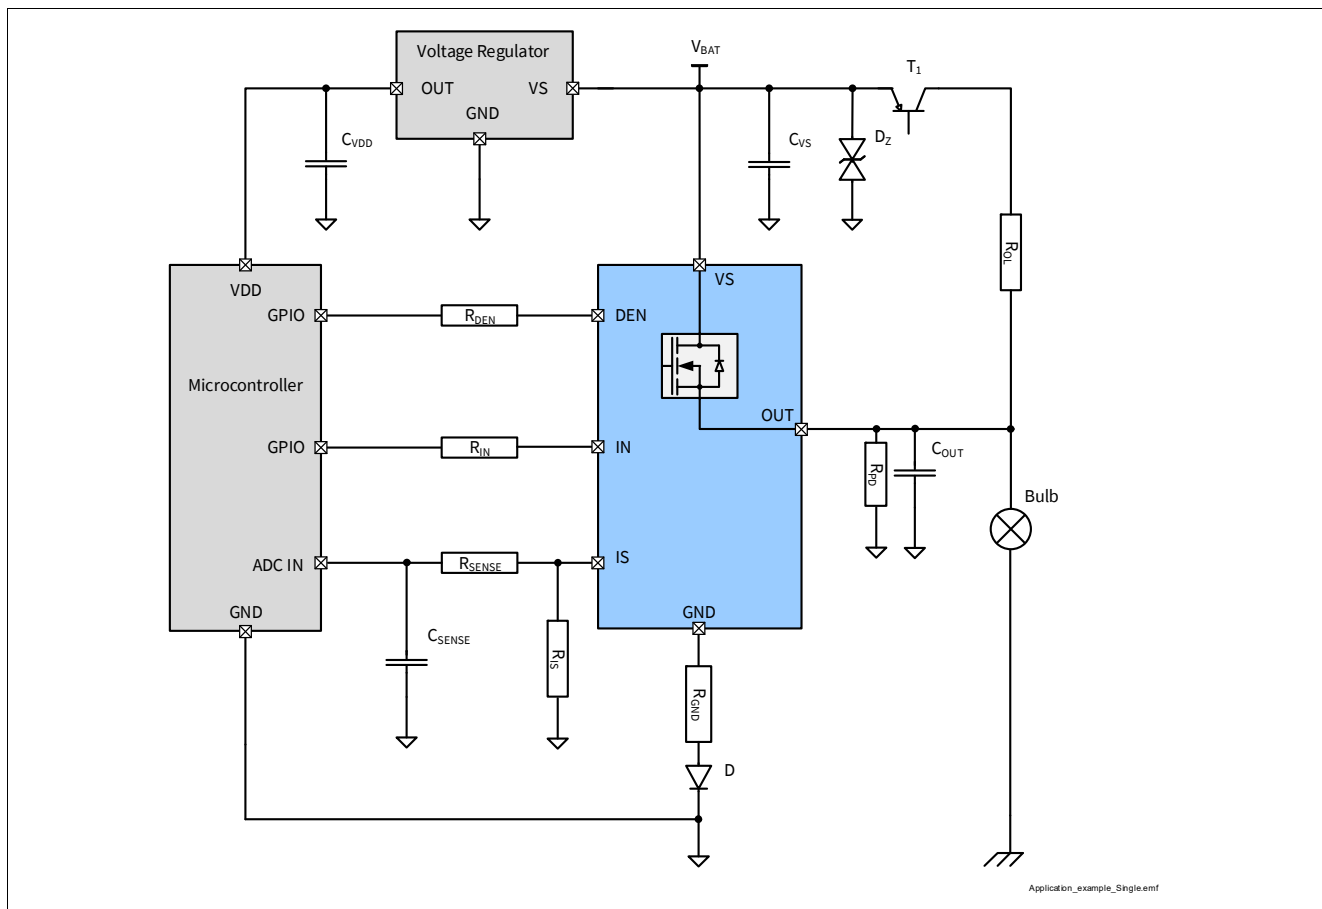 Voltage Regulator
VBAT
T1
OUT
VS
GND
CVDD
CVS
DZ
ROL
VDD
VS
GPIO
RDEN
DEN
Microcontroller
OUT
GPIO
RIN
IN
RPD
COUT
Bulb
ADC IN
RSENSE
IS
GND
GND
CSENSE
RIS
RGND
D
Application_example_Single.emf